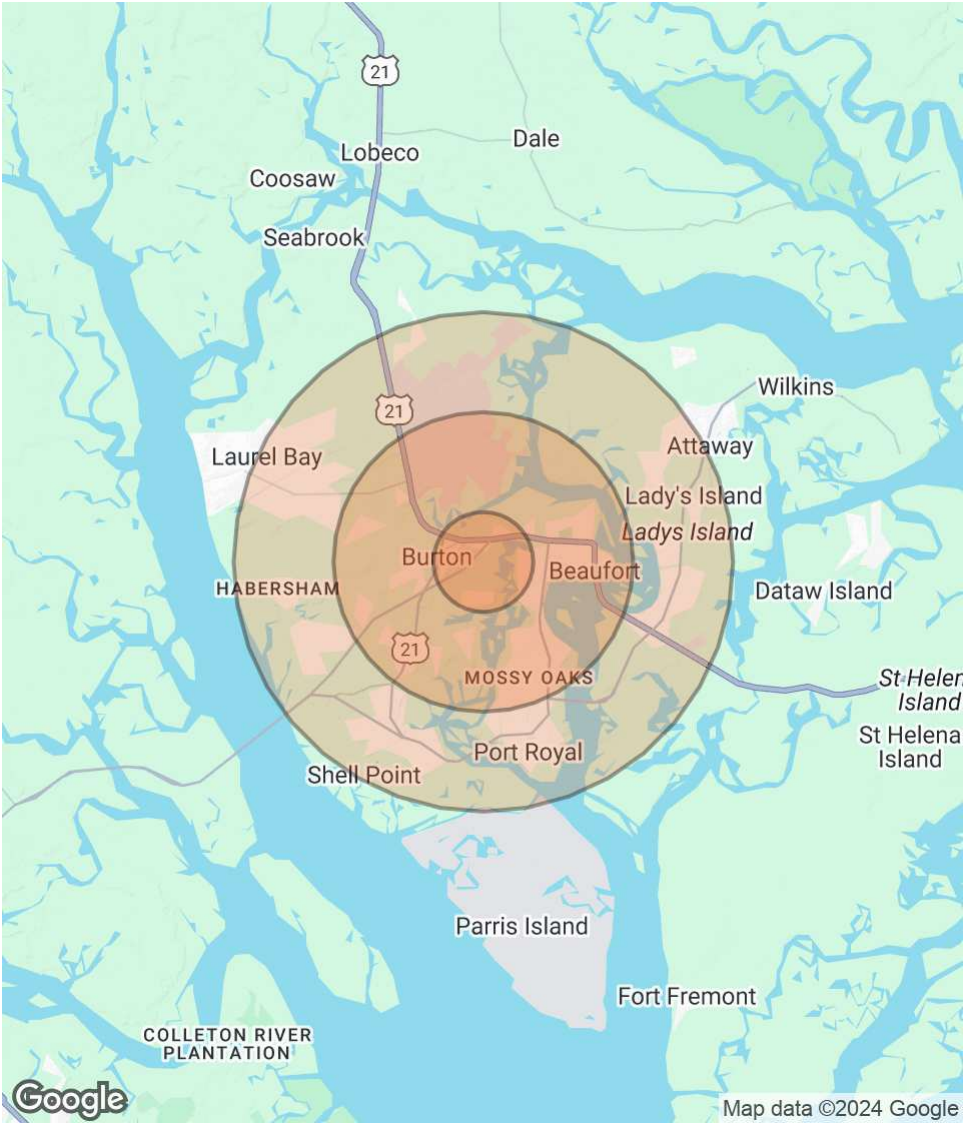 21
Dale
Lobeco
Coosaw
Seabrook
Wilkins
21
Attaway
Laurel Bay
Lady's Island
Ladys Island
Burton
Beaufort
HABERSHAM
Dataw Island
21
MOSSY OAKS
St Helen
Island
St Helena
Island
Port Royal
Shell Point
Parris Island
Fort Fremont
COLLETON RIVER
PLANTATION
Google
Map data ©2024 Google